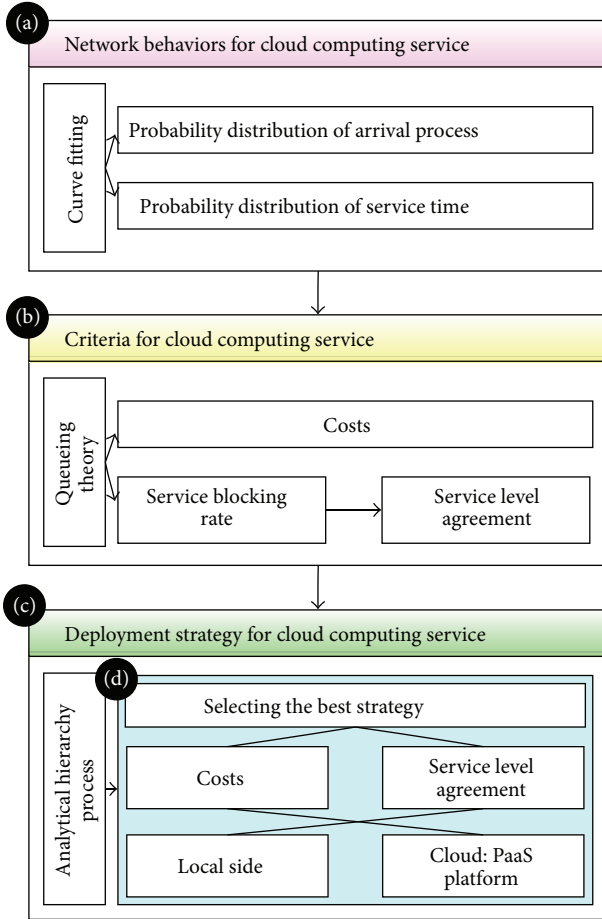 (a)
Network behaviors for cloud computing service
Curve fitting
Probability distribution of arrival process
Probability distribution of service time
(b)
Criteria for cloud computing service
Queueing
theory
Costs
Service blocking
rate
Service level
agreement
(c)
Deployment strategy for cloud computing service
(d)
Analytical hierarchy
process
Selecting the best strategy
Costs
Service level
agreement
Local side
Cloud: PaaS
platform